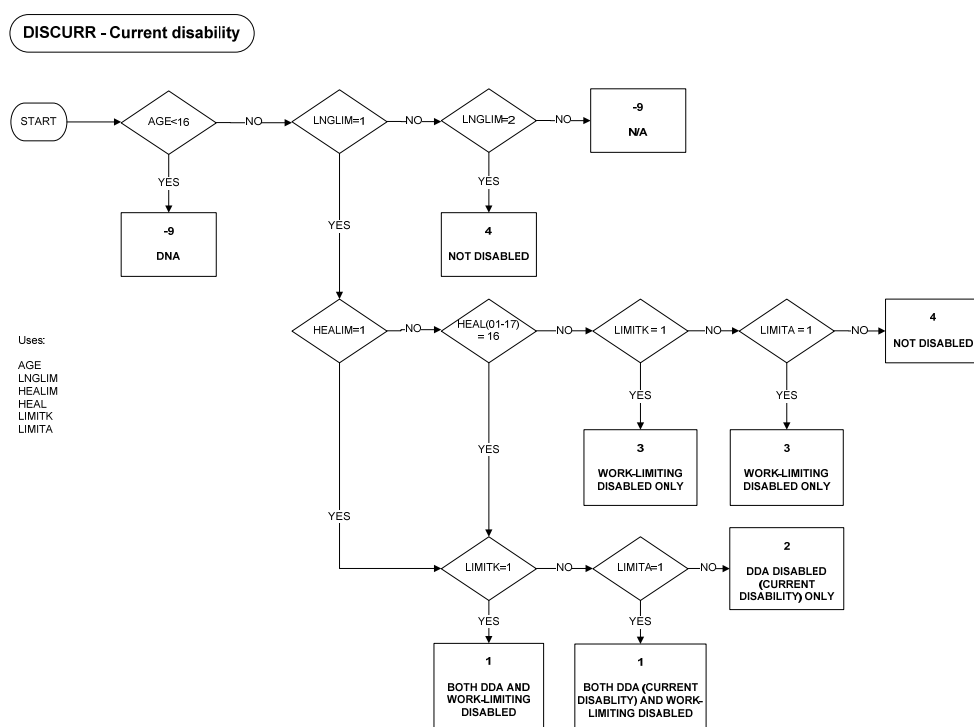 DISCURR - Current disability
START
AGE<16
NO
LNGLIM=1
NO
LNGLIM=2
NO
-9
N/A
YES
-9
DNA
YES
YES
4
NOT DISABLED
HEALIM=1
NO
HEAL(01-17)
= 16
NO
LIMITK = 1
NO
LIMITA = 1
NO
4
NOT DISABLED
Uses:
AGE
LNGLIM
HEALIM
HEAL
LIMITK
LIMITA
YES
YES
3
WORK-LIMITING
DISABLED ONLY
3
WORK-LIMITING
DISABLED ONLY
YES
YES
LIMITK=1
NO
LIMITA=1
NO
2
DDA DISABLED
(CURRENT
DISABILITY) ONLY
YES
YES
1
BOTH DDA AND
WORK-LIMITING
DISABLED
1
BOTH DDA (CURRENT
DISABLITY) AND WORK-
LIMITING DISABLED